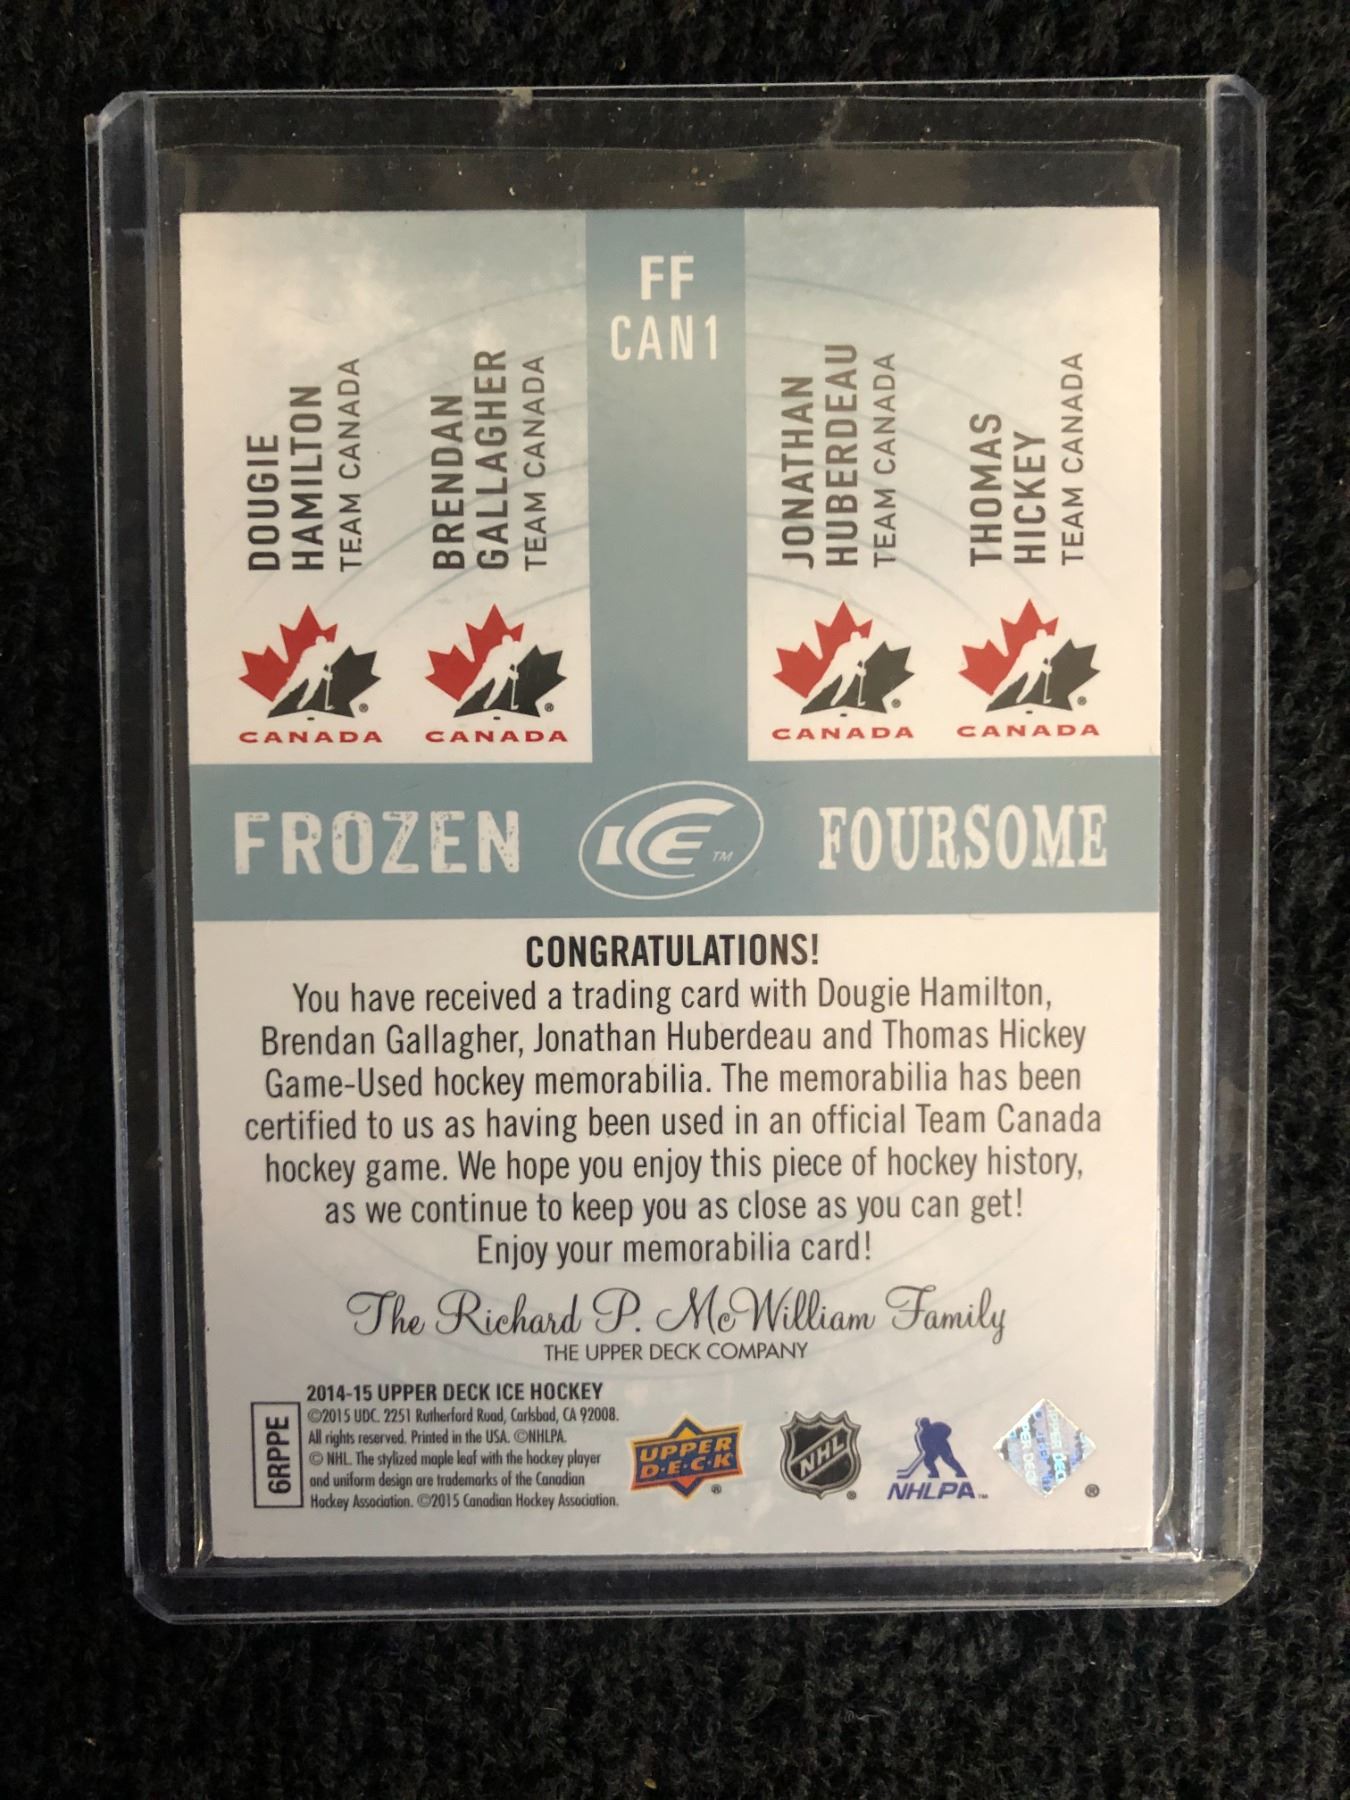 FF
CAN1
DOUGIE
HAMILTON
TEAM CANADA
BRENDAN
GALLAGHER
TEAM CANADA
JONATHAN
HUBERDEAU
TEAM CANADA
THOMAS
HICKEY
TEAM CANADA
®
CANADA
®
CANADA
®
CANADA
®
CANADA
FROZEN
ICE ™
FOURSOME
CONGRATULATIONS!
You have received a trading card with Dougie Hamilton,
Brendan Gallagher, Jonathan Huberdeau and Thomas Hickey
Game-Used hockey memorabilia. The memorabilia has been
certified to us as having been used in an official Team Canada
hockey game. We hope you enjoy this piece of hockey history,
as we continue to keep you as close as you can get!
Enjoy your memorabilia card!
The Richard P. McWilliam Family
THE UPPER DECK COMPANY
6RPPE
2014-15 UPPER DECK ICE HOCKEY
©2015 UDC. 2251 Rutherford Road, Carlsbad, CA 92008.
All rights reserved. Printed in the USA. ©NHLPA.
© NHL. The stylized maple leaf with the hockey player
and uniform design are trademarks of the Canadian
Hockey Association. ©2015 Canadian Hockey Association.
UPPER
D·E·C·K
®
NHL
®
NHLPA™
®